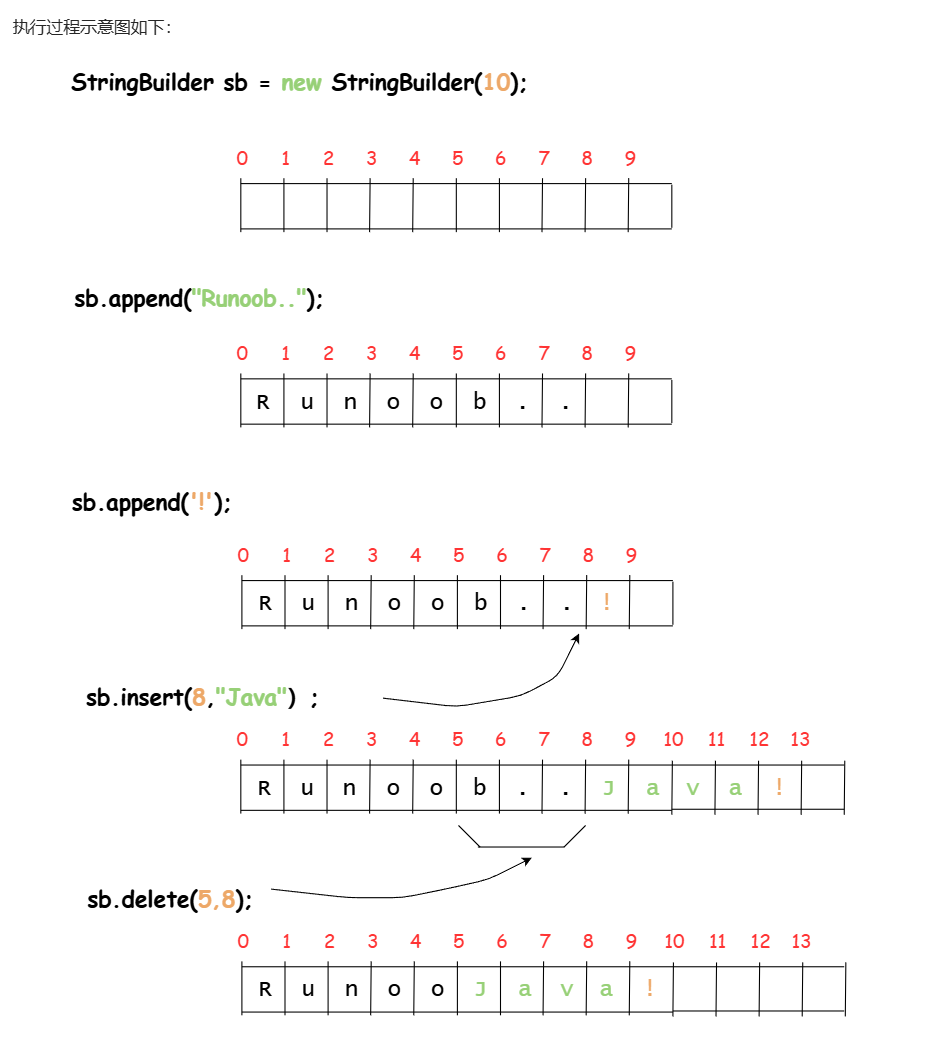 执行过程示意图如下：
StringBuilder sb = new StringBuilder(10);
0 1 2 3 4 5 6 7 8 9
sb.append("Runoob..");
0 1 2 3 4 5 6 7 8 9
R u n o o b . .
sb.append('!');
0 1 2 3 4 5 6 7 8 9
R u n o o b . . !
sb.insert(8,"Java") ;
0 1 2 3 4 5 6 7 8 9 10 11 12 13
R u n o o b . . J a v a !
sb.delete(5,8);
0 1 2 3 4 5 6 7 8 9 10 11 12 13
R u n o o J a v a !